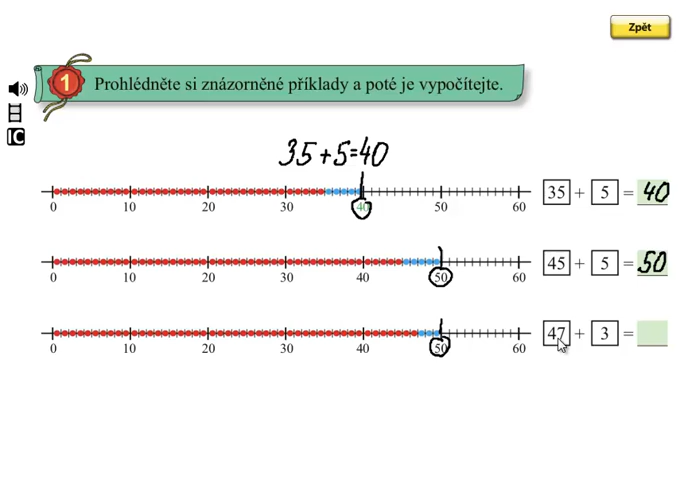 Zpět
1 Prohlédněte si znázorněné příklady a poté je vypočítejte.
35+5=40
0 10 20 30 40 50 60
35 + 5 = 40
0 10 20 30 40 50 60
45 + 5 = 50
0 10 20 30 40 50 60
47 + 3 =